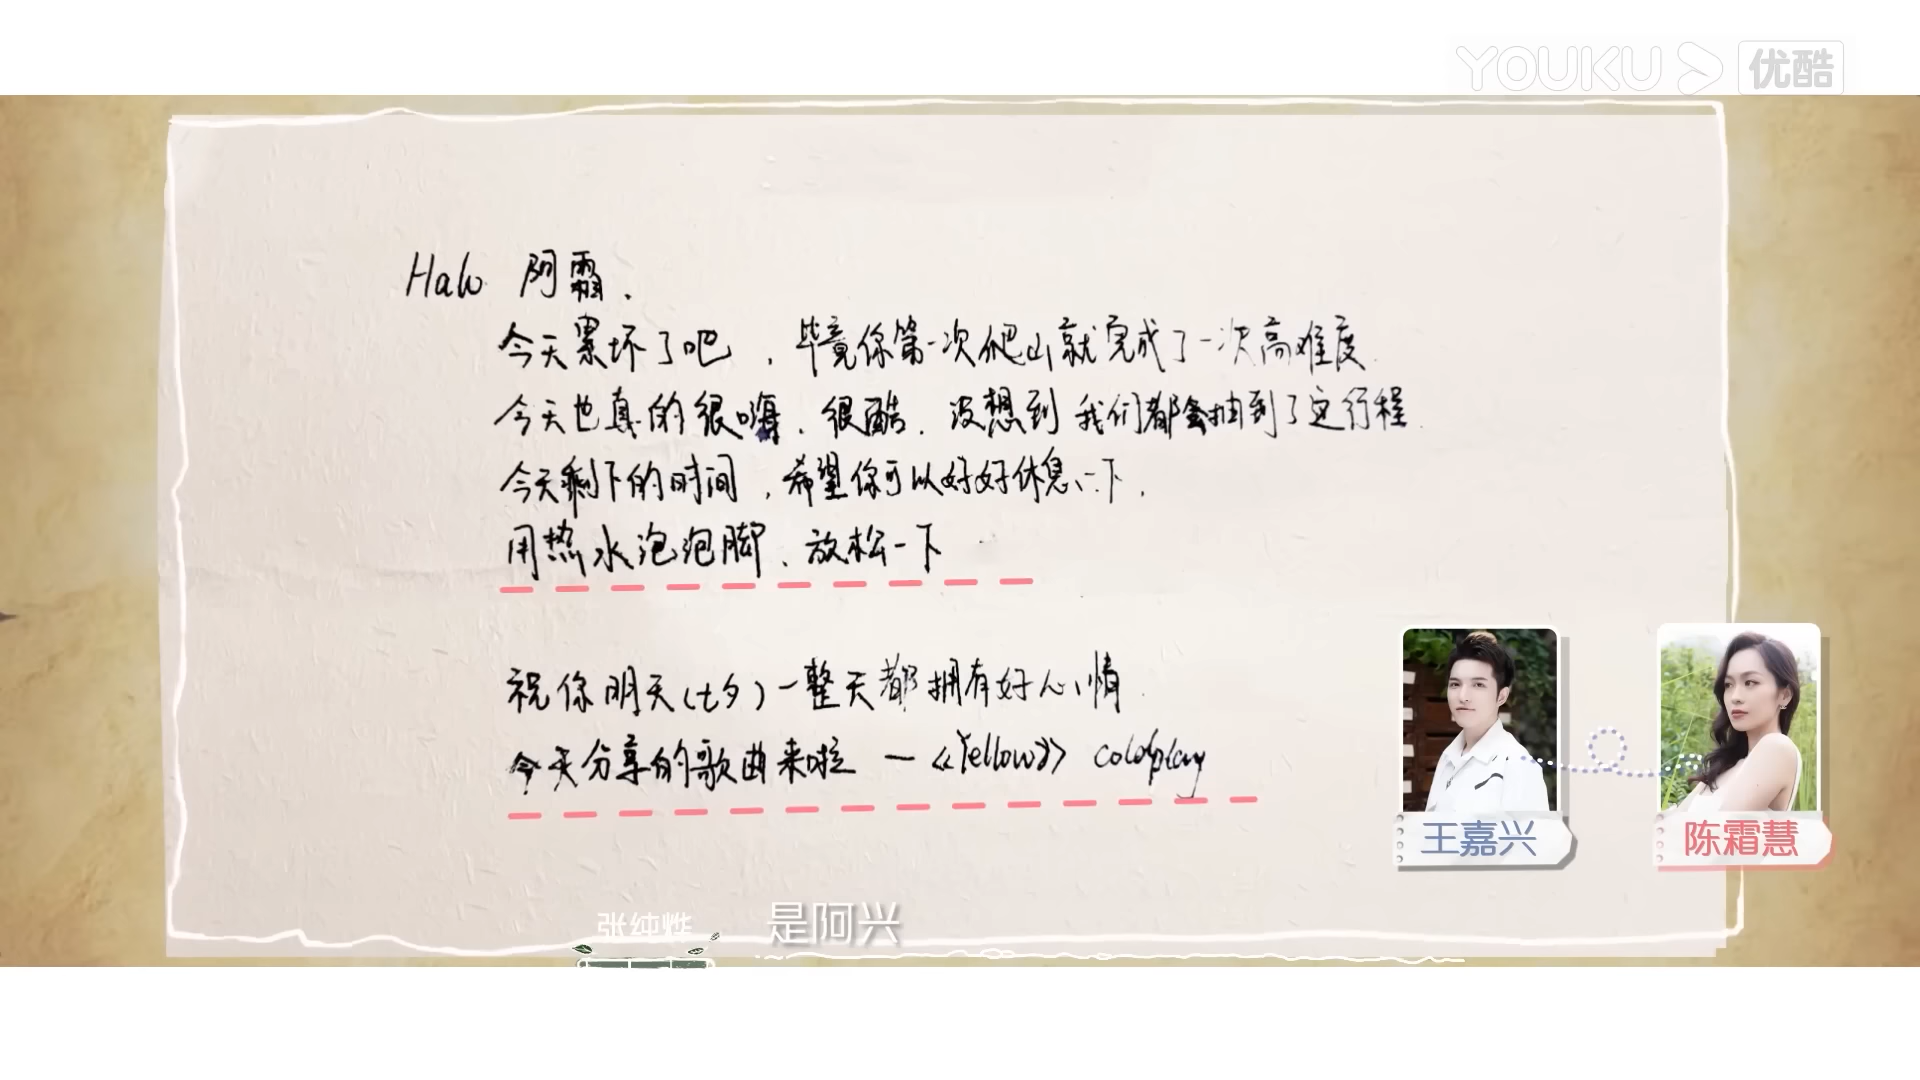 YOUKU 优酷
Halo 阿霜、
今天累坏了吧，毕竟你第一次爬山就完成了一次高难度.
今天也真的很嗨、很酷、没想到我们都会抽到了这行程.
今天剩下的时间，希望你可以好好休息一下，
用热水泡泡脚、放松一下
祝你明天(七夕)一整天都拥有好心情.
今天分享的歌曲来啦 —《Yellow》 coldplay
王嘉兴
陈霜慧
张纯烨 是阿兴